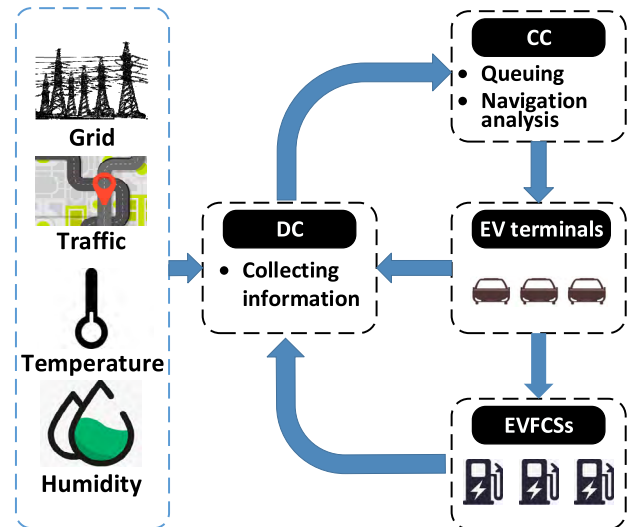 Grid
Traffic
Temperature
Humidity
DC
• Collecting
information
CC
• Queuing
• Navigation
analysis
EV terminals
EVFCSs